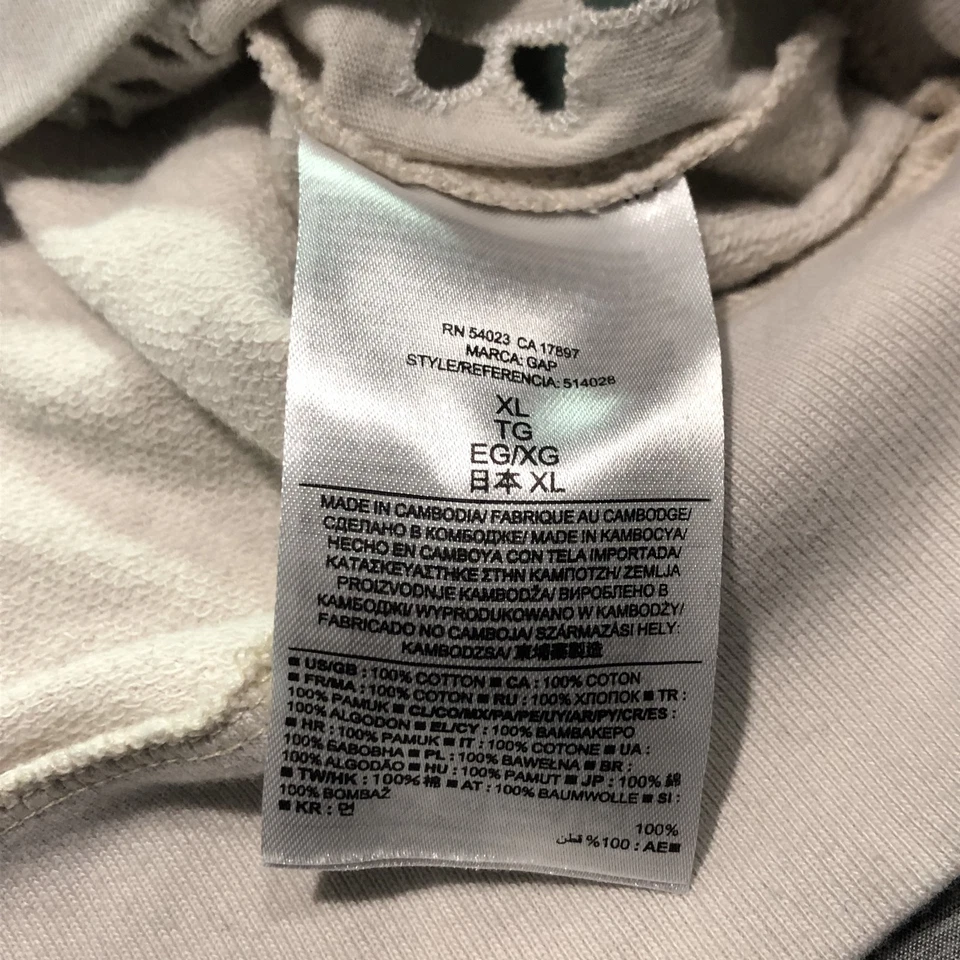 RN 54023 CA 17897
MARCA: GAP
STYLE/REFERENCIA: 514026
XL
TG
EG/XG
日本 XL
MADE IN CAMBODIA/ FABRIQUE AU CAMBODGE/
СДЕЛАНО В КОМБОДЖЕ/ MADE IN KAMBOCYA/
HECHO EN CAMBOYA CON TELA IMPORTADA/
ΚΑΤΑΣΚΕΥΑΣΤΗΚΕ ΣΤΗΝ ΚΑΜΠΟΤΖΗ/ ZEMLJA
PROIZVODNJE KAMBODŽA/ ВИРОБЛЕНО В
КАМБОДЖІ/ WYPRODUKOWANO W KAMBODŻY/
FABRICADO NO CAMBOJA/ SZÁRMAZÁSI HELY:
KAMBODZSA/ 柬埔寨製造
■ US/GB : 100% COTTON ■ CA : 100% COTON
■ FR/MA : 100% COTON ■ RU : 100% ХЛОПОК ■ TR :
100% PAMUK ■ CL/CO/MX/PA/PE/UY/AR/PY/CR/ES :
100% ALGODON ■ EL/CY : 100% ΒΑΜΒΑΚΕΡΟ
■ HR : 100% PAMUK ■ IT : 100% COTONE ■ UA :
100% БАВОВНА ■ PL : 100% BAWEŁNA ■ BR :
100% ALGODÃO ■ HU : 100% PAMUT ■ JP : 100% 綿
■ TW/HK : 100% 棉 ■ AT : 100% BAUMWOLLE ■ SI :
100% BOMBAŽ
■ KR : 면
100%
■AE : 100% قطن